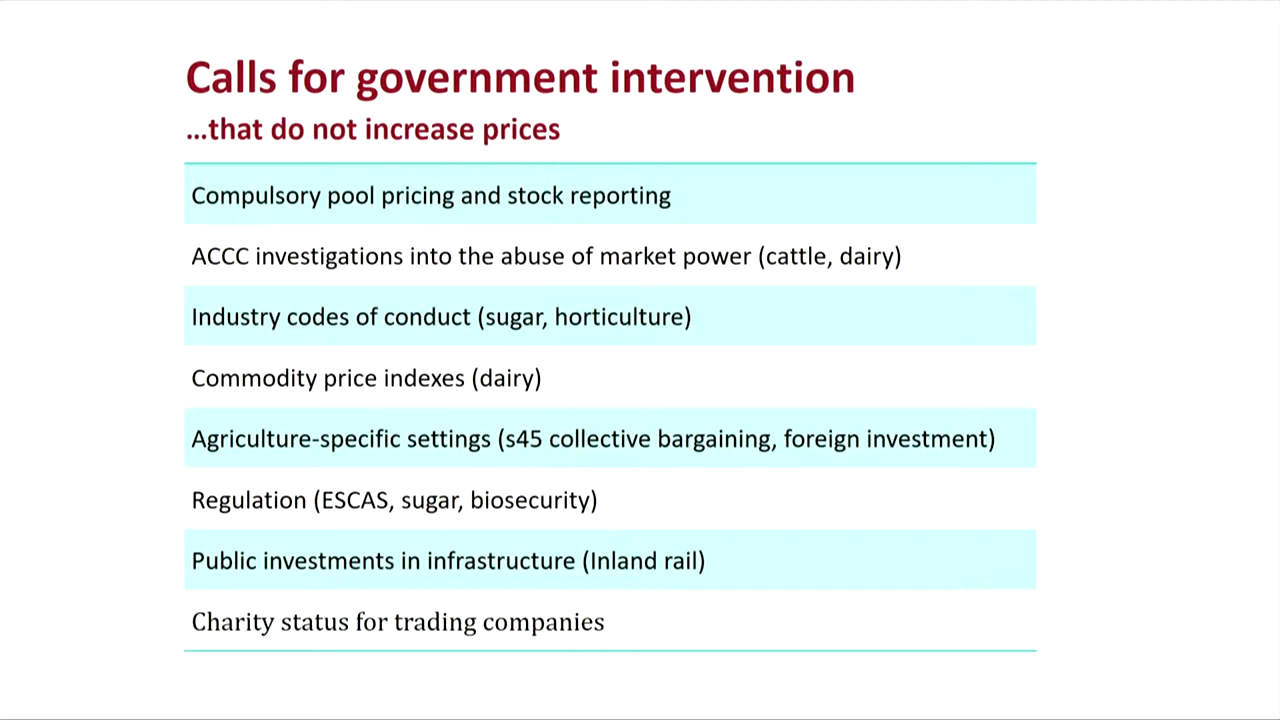 Calls for government intervention
...that do not increase prices
Compulsory pool pricing and stock reporting
ACCC investigations into the abuse of market power (cattle, dairy)
Industry codes of conduct (sugar, horticulture)
Commodity price indexes (dairy)
Agriculture-specific settings (s45 collective bargaining, foreign investment)
Regulation (ESCAS, sugar, biosecurity)
Public investments in infrastructure (Inland rail)
Charity status for trading companies